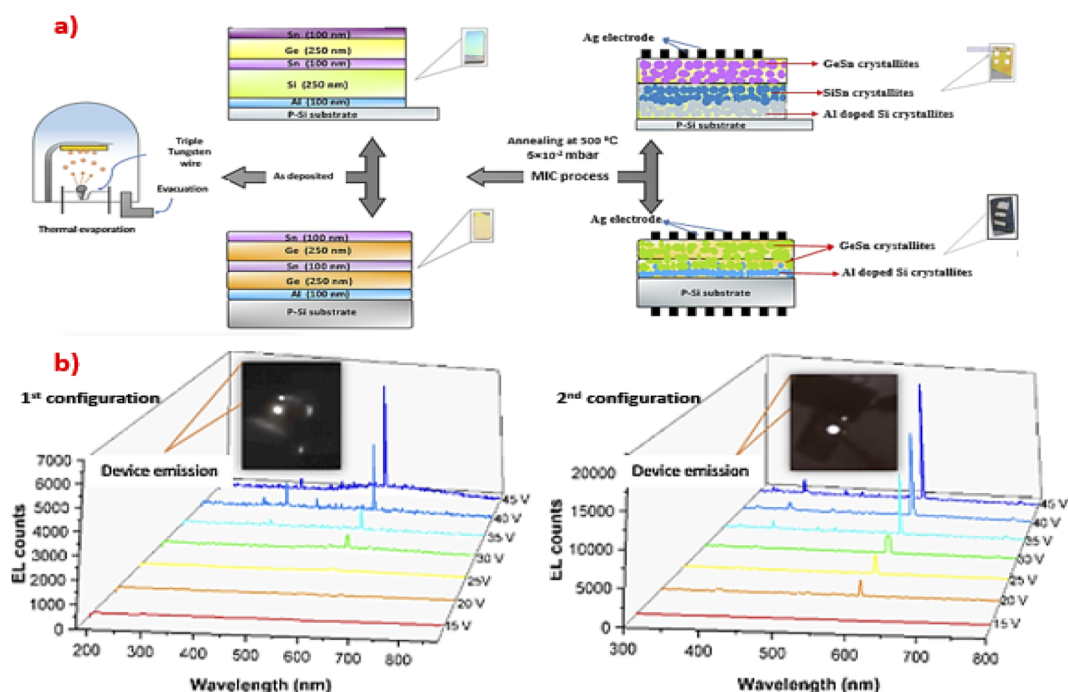 a)
Sn (100 nm)
Ge (250 nm)
Sn (100 nm)
Si (250 nm)
Al (100 nm)
P-Si substrate
Ag electrode
GeSn crystallites
SiSn crystallites
Al doped Si crystallites
P-Si substrate
Triple
Tungsten
wire
Evacuation
Thermal evaporation
As deposited
Annealing at 500 °C
5×10⁻² mbar
MIC process
Sn (100 nm)
Ge (250 nm)
Sn (100 nm)
Ge (250 nm)
Al (100 nm)
P-Si substrate
Ag electrode
GeSn crystallites
Al doped Si crystallites
P-Si substrate
b)
1st configuration
Device emission
7000
6000
5000
4000
3000
2000
1000
0
EL counts
45 V
40 V
35 V
30 V
25V
20 V
15 V
200 300 400 500 600 700 800
Wavelength (nm)
2nd configuration
Device emission
20000
15000
10000
5000
0
EL counts
45 V
40 V
35 V
30 V
25 V
20 V
15 V
300 400 500 600 700 800
Wavelength (nm)